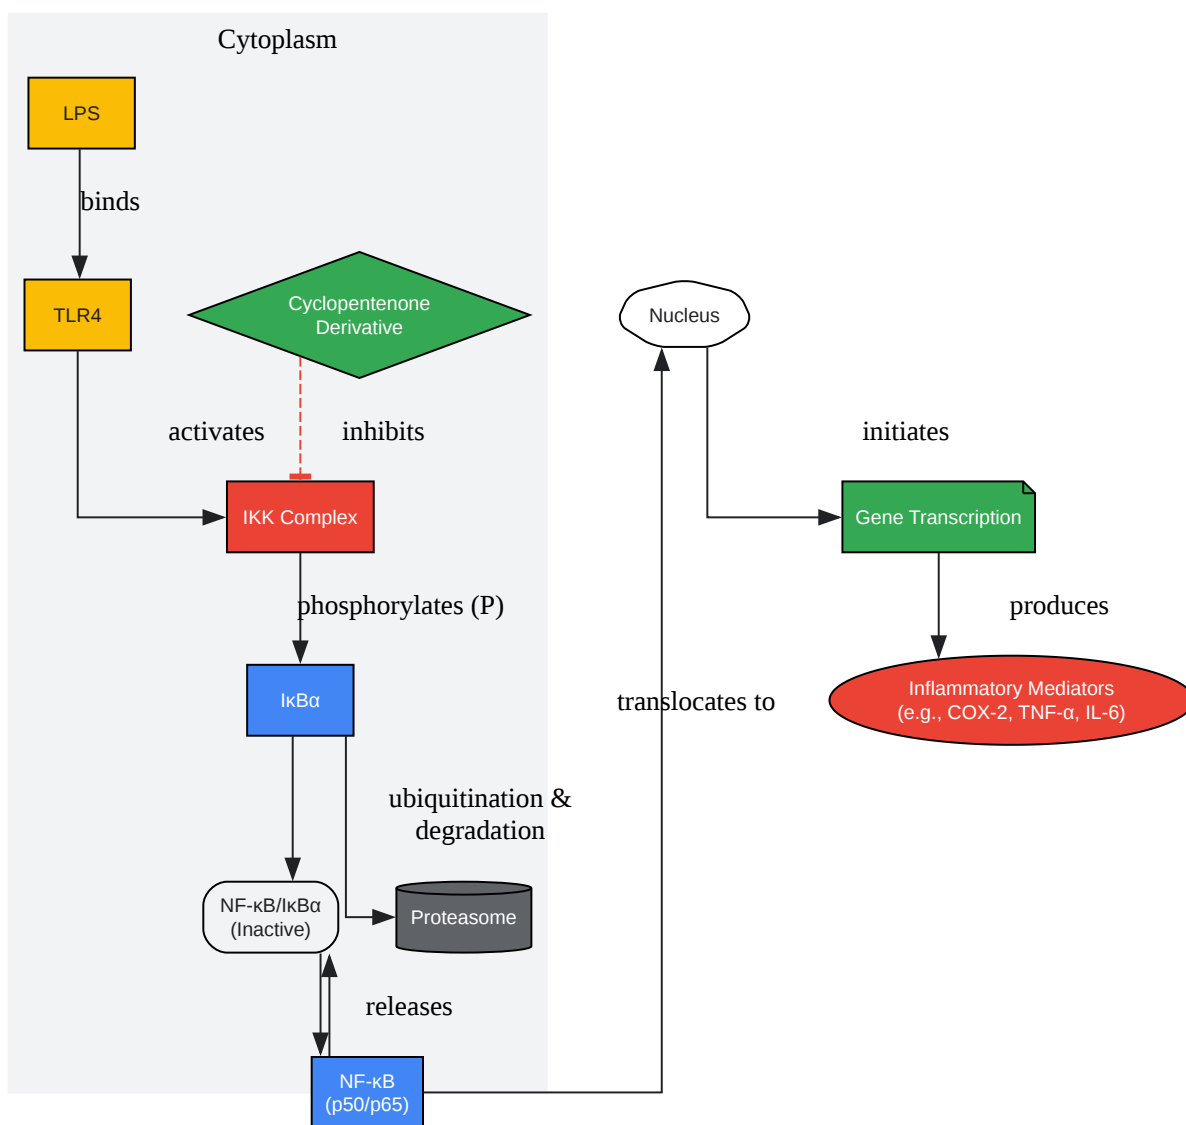 Cytoplasm
LPS
binds
TLR4
Cyclopentenone
Derivative
activates
inhibits
IKK Complex
phosphorylates (P)
IκBα
ubiquitination &
degradation
NF-κB/IκBα
(Inactive)
Proteasome
releases
NF-κB
(p50/p65)
translocates to
Nucleus
initiates
Gene Transcription
produces
Inflammatory Mediators
(e.g., COX-2, TNF-α, IL-6)